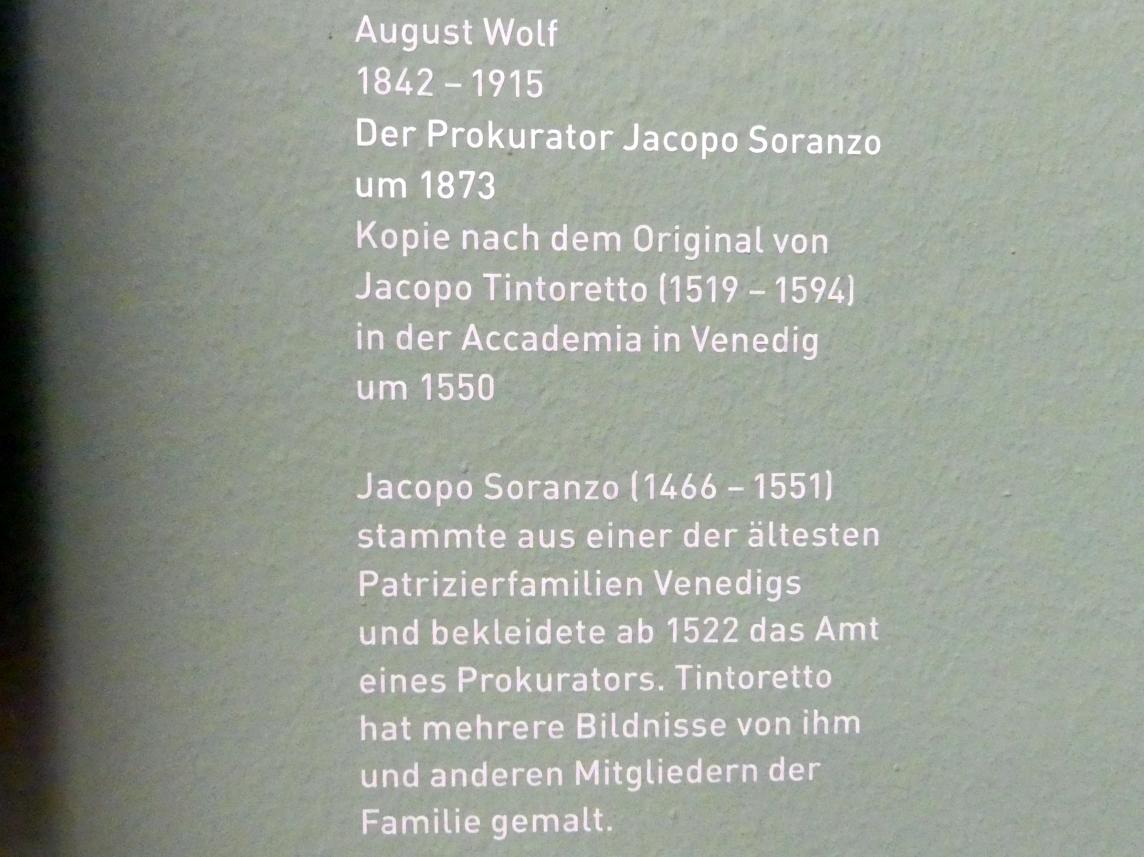 August Wolf
1842 – 1915
Der Prokurator Jacopo Soranzo
um 1873
Kopie nach dem Original von
Jacopo Tintoretto (1519 – 1594)
in der Accademia in Venedig
um 1550
Jacopo Soranzo (1466 – 1551)
stammte aus einer der ältesten
Patrizierfamilien Venedigs
und bekleidete ab 1522 das Amt
eines Prokurators. Tintoretto
hat mehrere Bildnisse von ihm
und anderen Mitgliedern der
Familie gemalt.